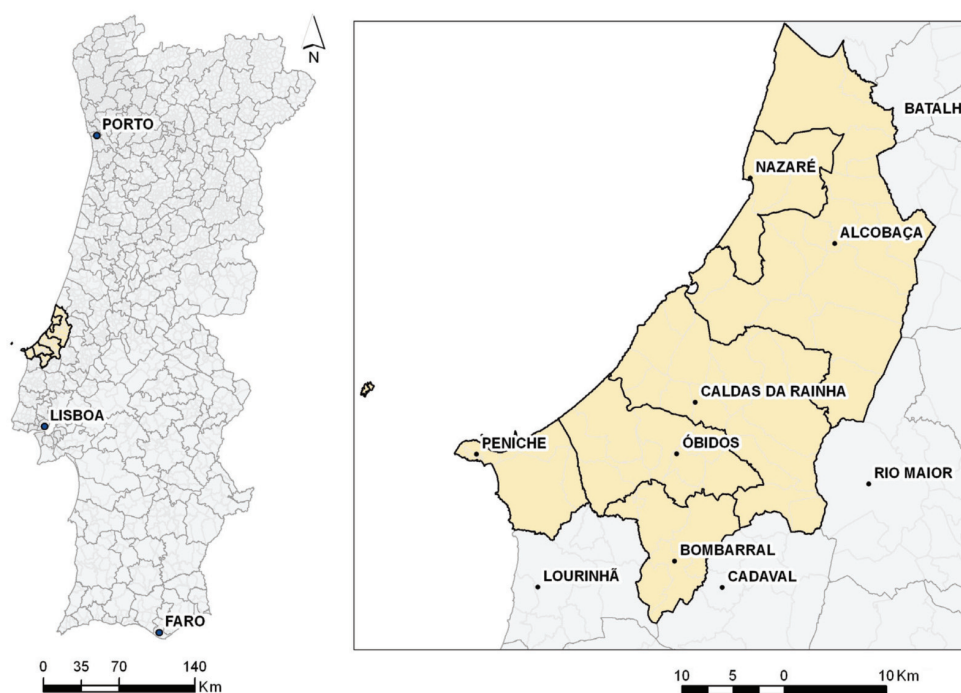 N
PORTO
LISBOA
FARO
0 35 70 140
Km
BATALH
NAZARÉ
ALCOBAÇA
CALDAS DA RAINHA
PENICHE
ÓBIDOS
RIO MAIOR
BOMBARRAL
LOURINHÃ
CADAVAL
10 5 0 10 Km